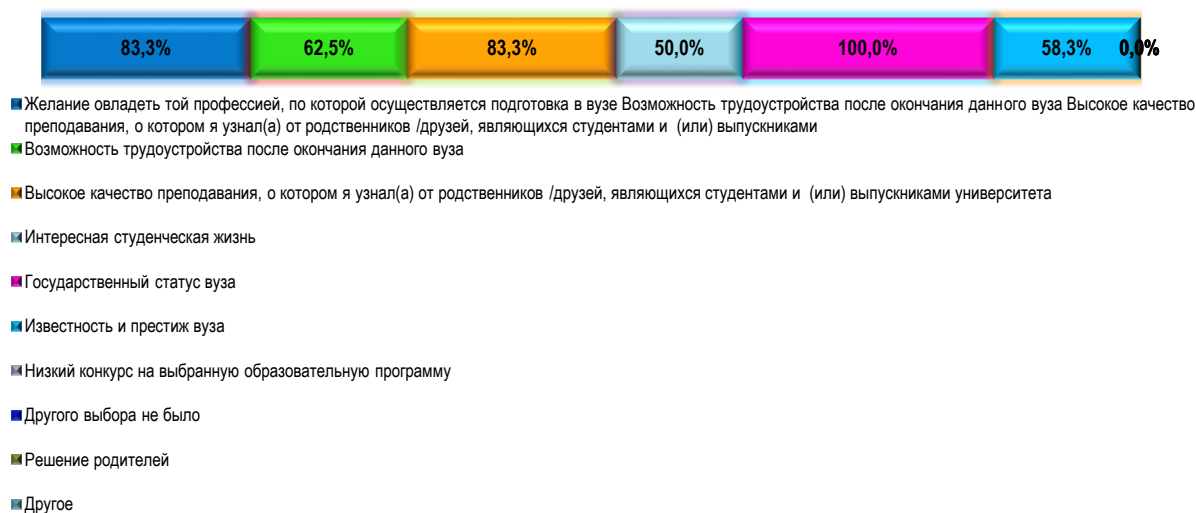 83,3% 62,5% 83,3% 50,0% 100,0% 58,3% 0,0%
Желание овладеть той профессией, по которой осуществляется подготовка в вузе Возможность трудоустройства после окончания данного вуза Высокое качество
преподавания, о котором я узнал(а) от родственников /друзей, являющихся студентами и (или) выпускниками
Возможность трудоустройства после окончания данного вуза
Высокое качество преподавания, о котором я узнал(а) от родственников /друзей, являющихся студентами и (или) выпускниками университета
Интересная студенческая жизнь
Государственный статус вуза
Известность и престиж вуза
Низкий конкурс на выбранную образовательную программу
Другого выбора не было
Решение родителей
Другое